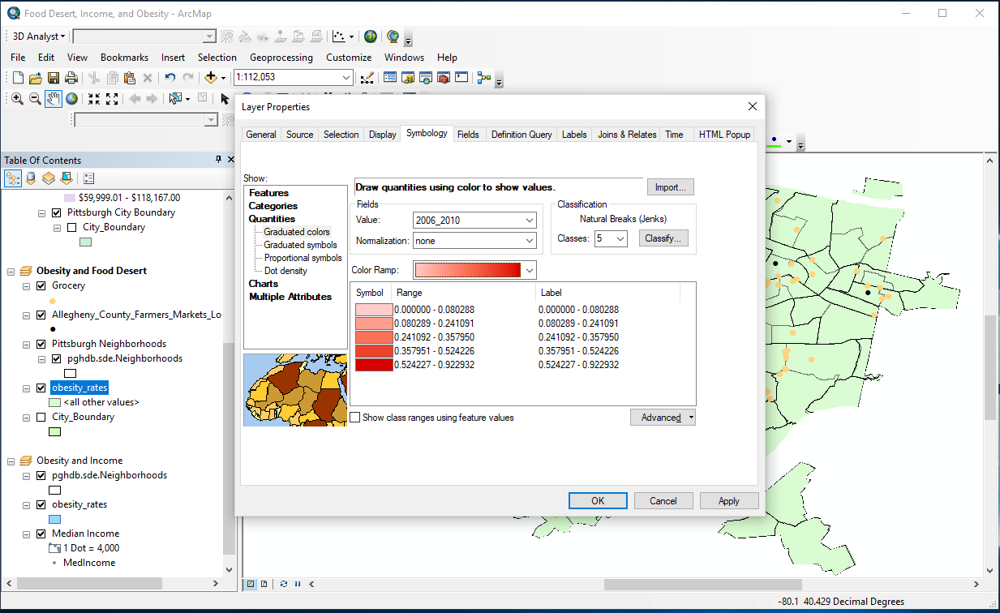 Food Desert, Income, and Obesity - ArcMap
3D Analyst
File Edit View Bookmarks Insert Selection Geoprocessing Customize Windows Help
1:112,053
Layer Properties
General Source Selection Display Symbology Fields Definition Query Labels Joins & Relates Time HTML Popup
Table Of Contents
$59,999.01 - $118,167.00
Pittsburgh City Boundary
City_Boundary
Obesity and Food Desert
Grocery
Allegheny_County_Farmers_Markets_Lo
Pittsburgh Neighborhoods
pghdb.sde.Neighborhoods
obesity_rates
<all other values>
City_Boundary
Obesity and Income
pghdb.sde.Neighborhoods
obesity_rates
Median Income
1 Dot = 4,000
MedIncome
Show:
Features
Categories
Quantities
Graduated colors
Graduated symbols
Proportional symbols
Dot density
Charts
Multiple Attributes
Draw quantities using color to show values.
Import...
Fields
Value: 2006_2010
Normalization: none
Classification
Natural Breaks (Jenks)
Classes: 5 Classify...
Color Ramp:
Symbol Range Label
0.000000 - 0.080288 0.000000 - 0.080288
0.080289 - 0.241091 0.080289 - 0.241091
0.241092 - 0.357950 0.241092 - 0.357950
0.357951 - 0.524226 0.357951 - 0.524226
0.524227 - 0.922932 0.524227 - 0.922932
Show class ranges using feature values
Advanced
OK Cancel Apply
-80.1 40.429 Decimal Degrees